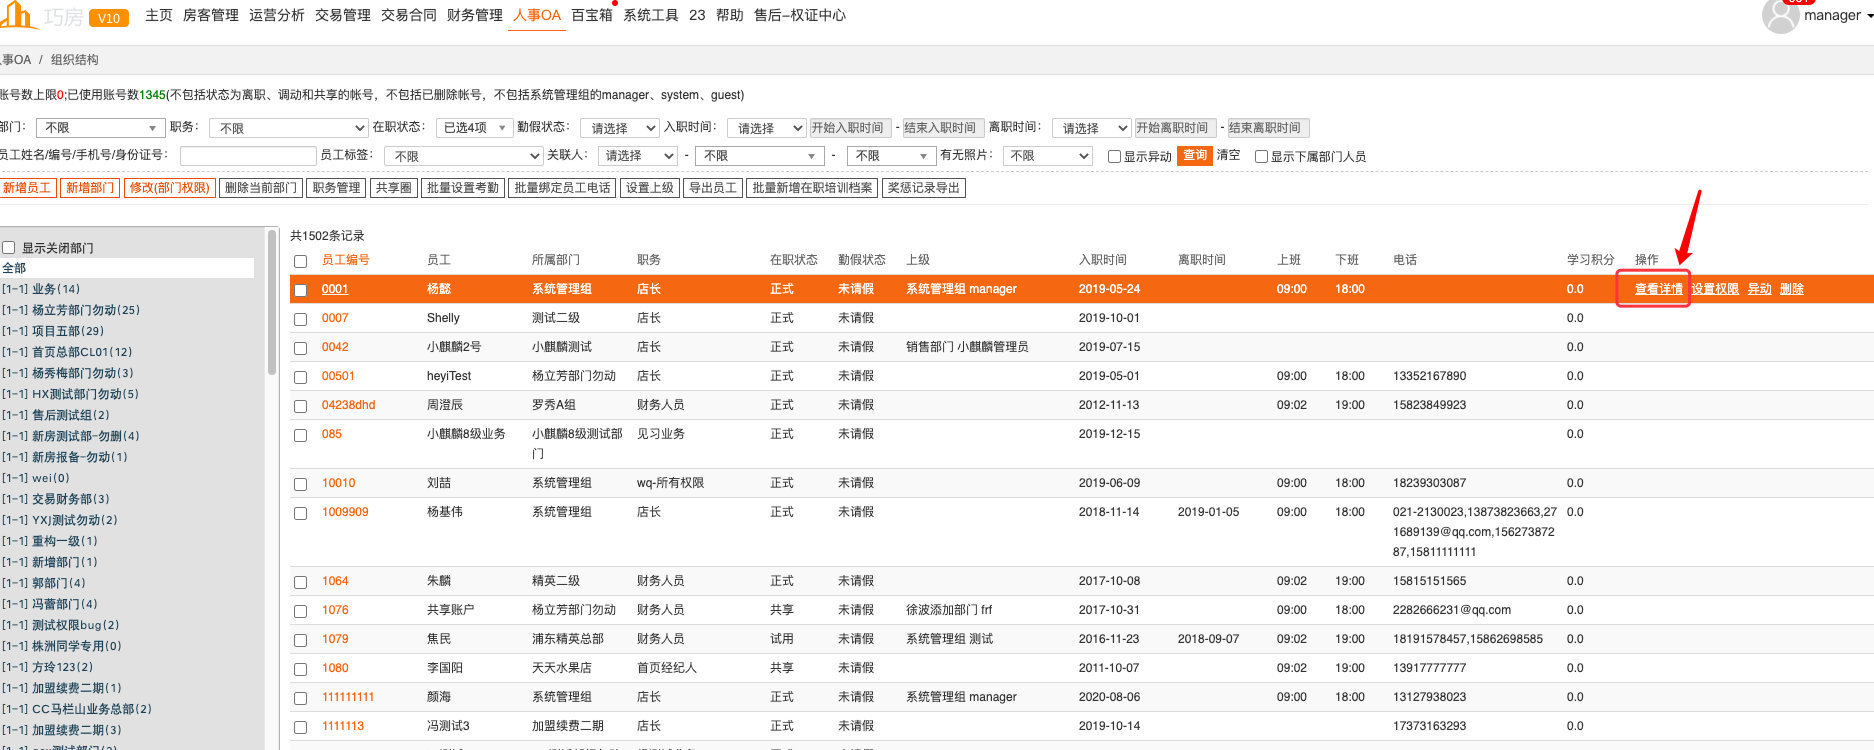 巧房 V10 主页 房客管理 运营分析 交易管理 交易合同 财务管理 人事OA 百宝箱 系统工具 23 帮助 售后-权证中心 manager
事OA / 组织结构
账号数上限0;已使用账号数1345(不包括状态为离职、调动和共享的帐号，不包括已删除帐号，不包括系统管理组的manager、system、guest)
部门： 不限 职务： 不限 在职状态： 已选4项 勤假状态： 请选择 入职时间： 请选择 开始入职时间 - 结束入职时间 离职时间： 请选择 开始离职时间 - 结束离职时间
员工姓名/编号/手机号/身份证号： 员工标签： 不限 关联人： 请选择 - 不限 - 不限 有无照片： 不限 显示异动 查询 清空 显示下属部门人员
新增员工 新增部门 修改(部门权限) 删除当前部门 职务管理 共享圈 批量设置考勤 批量绑定员工电话 设置上级 导出员工 批量新增在职培训档案 奖惩记录导出
显示关闭部门
全部
[1-1] 业务(14)
[1-1] 杨立芳部门勿动(25)
[1-1] 项目五部(29)
[1-1] 首页总部CL01(12)
[1-1] 杨秀梅部门勿动(3)
[1-1] HX测试部门勿动(5)
[1-1] 售后测试组(2)
[1-1] 新房测试部-勿删(4)
[1-1] 新房报备-勿动(1)
[1-1] wei(0)
[1-1] 交易财务部(3)
[1-1] YXJ测试勿动(2)
[1-1] 重构一级(1)
[1-1] 新增部门(1)
[1-1] 郭部门(4)
[1-1] 冯蕾部门(4)
[1-1] 测试权限bug(2)
[1-1] 株洲同学专用(0)
[1-1] 方玲123(2)
[1-1] 加盟续费二期(1)
[1-1] CC马栏山业务总部(2)
[1-1] 加盟续费二期(3)
共1502条记录
员工编号 员工 所属部门 职务 在职状态 勤假状态 上级 入职时间 离职时间 上班 下班 电话 学习积分 操作
0001 杨懿 系统管理组 店长 正式 未请假 系统管理组 manager 2019-05-24 09:00 18:00 0.0 查看详情 设置权限 异动 删除
0007 Shelly 测试二级 店长 正式 未请假 2019-10-01 0.0
0042 小麒麟2号 小麒麟测试 店长 正式 未请假 销售部门 小麒麟管理员 2019-07-15 0.0
00501 heyiTest 杨立芳部门勿动 店长 正式 未请假 2019-05-01 09:00 18:00 13352167890 0.0
04238dhd 周澄辰 罗秀A组 财务人员 正式 未请假 2012-11-13 09:02 19:00 15823849923 0.0
085 小麒麟8级业务 小麒麟8级测试部 见习业务 正式 未请假 2019-12-15 0.0
门
10010 刘喆 系统管理组 wq-所有权限 正式 未请假 2019-06-09 09:00 18:00 18239303087 0.0
1009909 杨基伟 系统管理组 店长 正式 未请假 2018-11-14 2019-01-05 09:00 18:00 021-2130023,13873823663,27 0.0
1689139@qq.com,156273872
87,15811111111
1064 朱麟 精英二级 财务人员 正式 未请假 2017-10-08 09:02 19:00 15815151565 0.0
1076 共享账户 杨立芳部门勿动 财务人员 共享 未请假 徐波添加部门 frf 2017-10-31 09:00 18:00 2282666231@qq.com 0.0
1079 焦民 浦东精英总部 财务人员 试用 未请假 系统管理组 测试 2016-11-23 2018-09-07 09:02 19:00 18191578457,15862698585 0.0
1080 李国阳 天天水果店 首页经纪人 共享 未请假 2011-10-07 09:02 19:00 13917777777 0.0
111111111 颜海 系统管理组 店长 正式 未请假 系统管理组 manager 2020-08-06 09:00 18:00 13127938023 0.0
1111113 冯测试3 加盟续费二期 店长 正式 未请假 2019-10-14 17373163293 0.0